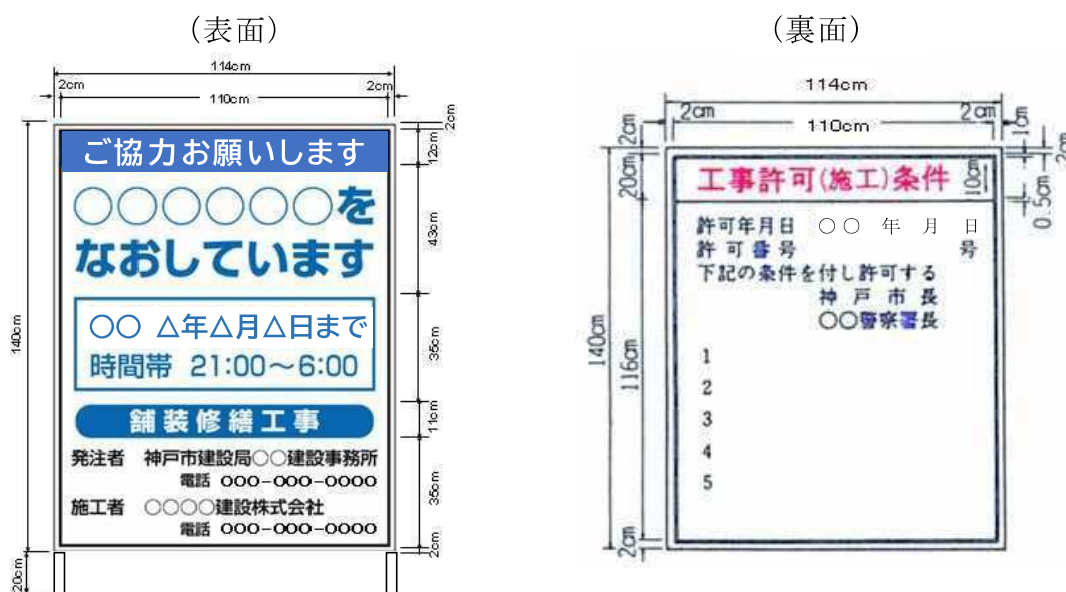 (表面)
114cm
2cm
2cm
110cm
2cm
12cm
43cm
35cm
11cm
35cm
2cm
140cm
20cm
ご協力お願いします
○○○○○○を
なおしています
○○ △年△月△日まで
時間帯 21:00～6:00
舗装修繕工事
発注者 神戸市建設局○○建設事務所
電話 000-000-0000
施工者 ○○○○建設株式会社
電話 000-000-0000
(裏面)
114cm
2cm
2cm
110cm
2cm
20cm
140cm
116cm
2cm
1cm
2cm
10cm
0.5cm
工事許可(施工)条件
許可年月日 ○○ 年 月 日
許可番号 号
下記の条件を付し許可する
神戸市長
○○警察署長
1
2
3
4
5